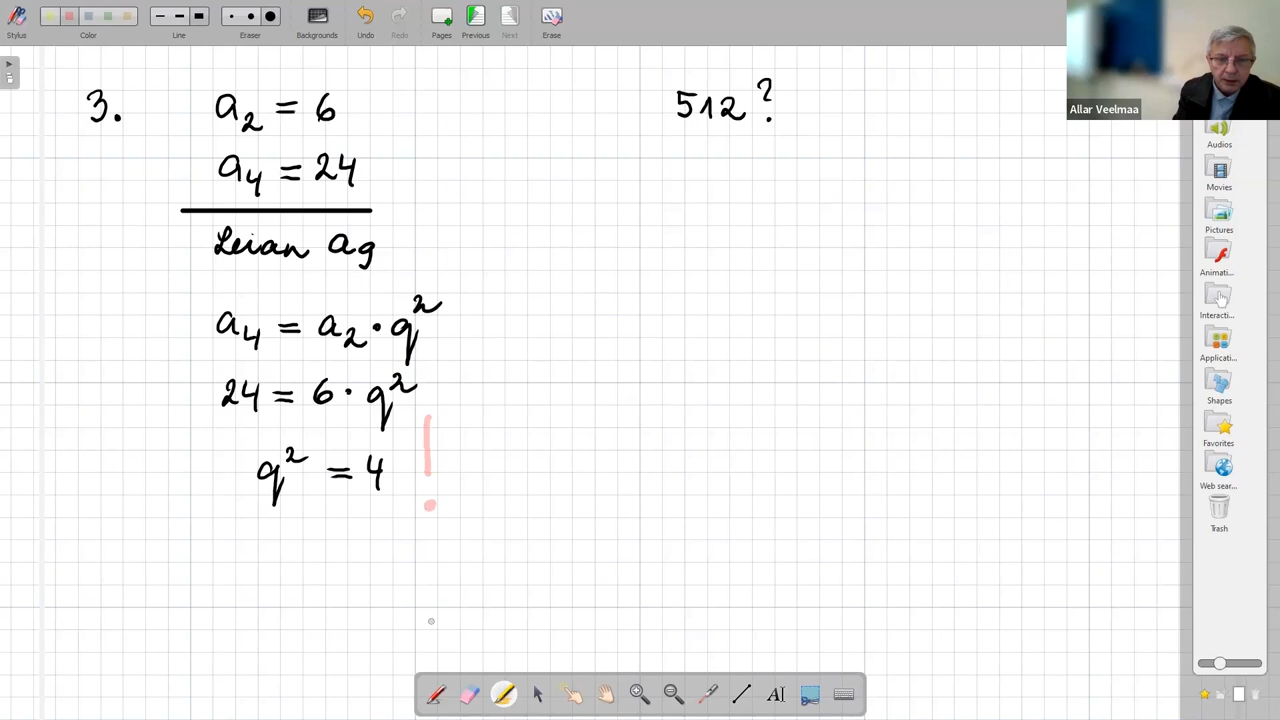 Stylus
Color
Line
Eraser
Backgrounds
Undo
Redo
Pages
Previous
Next
Erase
Allar Veelmaa
3.
a₂ = 6
512?
a₄ = 24
Leian a₉
a₄ = a₂ · q²
24 = 6 · q²
q² = 4 !
Audios
Movies
Pictures
Animati...
Interactio...
Applicatio...
Shapes
Favorites
Web sear...
Trash